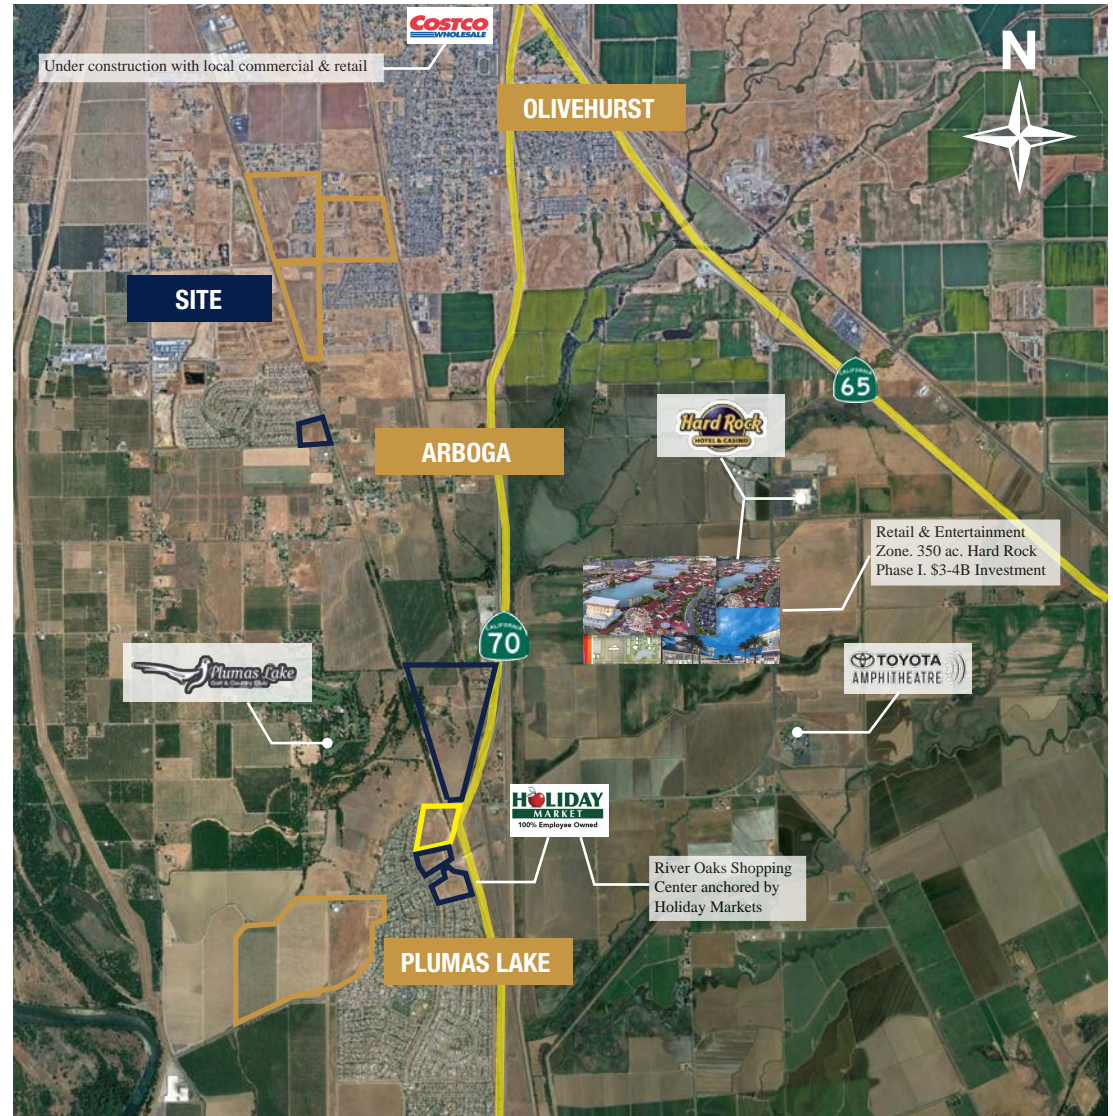 COSTCO
WHOLESALE
Under construction with local commercial & retail
N
OLIVEHURST
SITE
CALIFORNIA
65
Hard Rock
HOTEL & CASINO
ARBOGA
Retail & Entertainment
Zone. 350 ac. Hard Rock
Phase I. $3-4B Investment
CALIFORNIA
70
Plumas Lake
Golf & Country Club
TOYOTA
AMPHITHEATRE
HOLIDAY
MARKET
100% Employee Owned
River Oaks Shopping
Center anchored by
Holiday Markets
PLUMAS LAKE